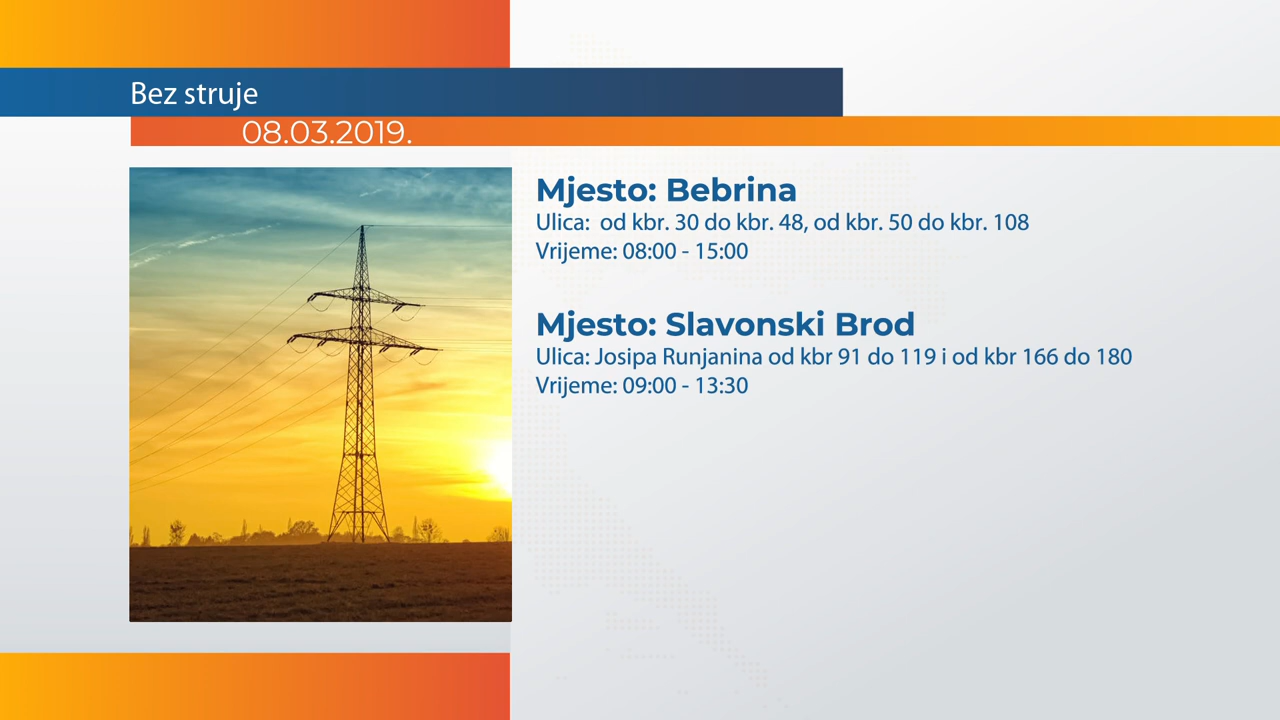 Bez struje
08.03.2019.
Mjesto: Bebrina
Ulica:  od kbr. 30 do kbr. 48, od kbr. 50 do kbr. 108
Vrijeme: 08:00 - 15:00
Mjesto: Slavonski Brod
Ulica: Josipa Runjanina od kbr 91 do 119 i od kbr 166 do 180
Vrijeme: 09:00 - 13:30